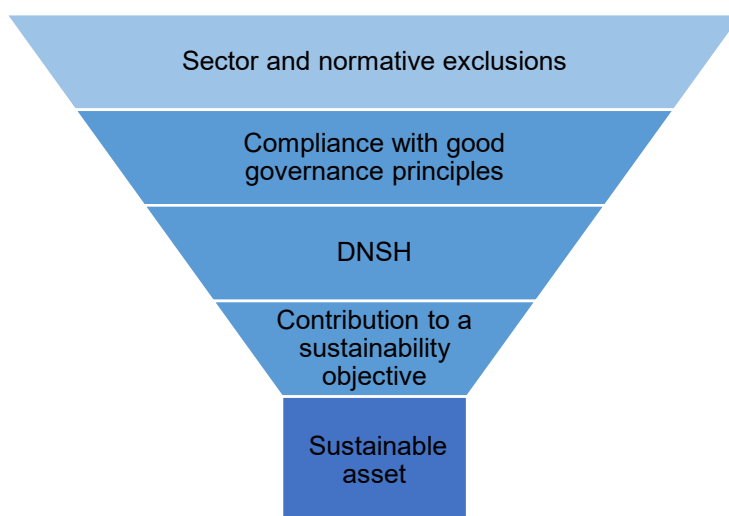 Sector and normative exclusions
Compliance with good
governance principles
DNSH
Contribution to a
sustainability
objective
Sustainable
asset